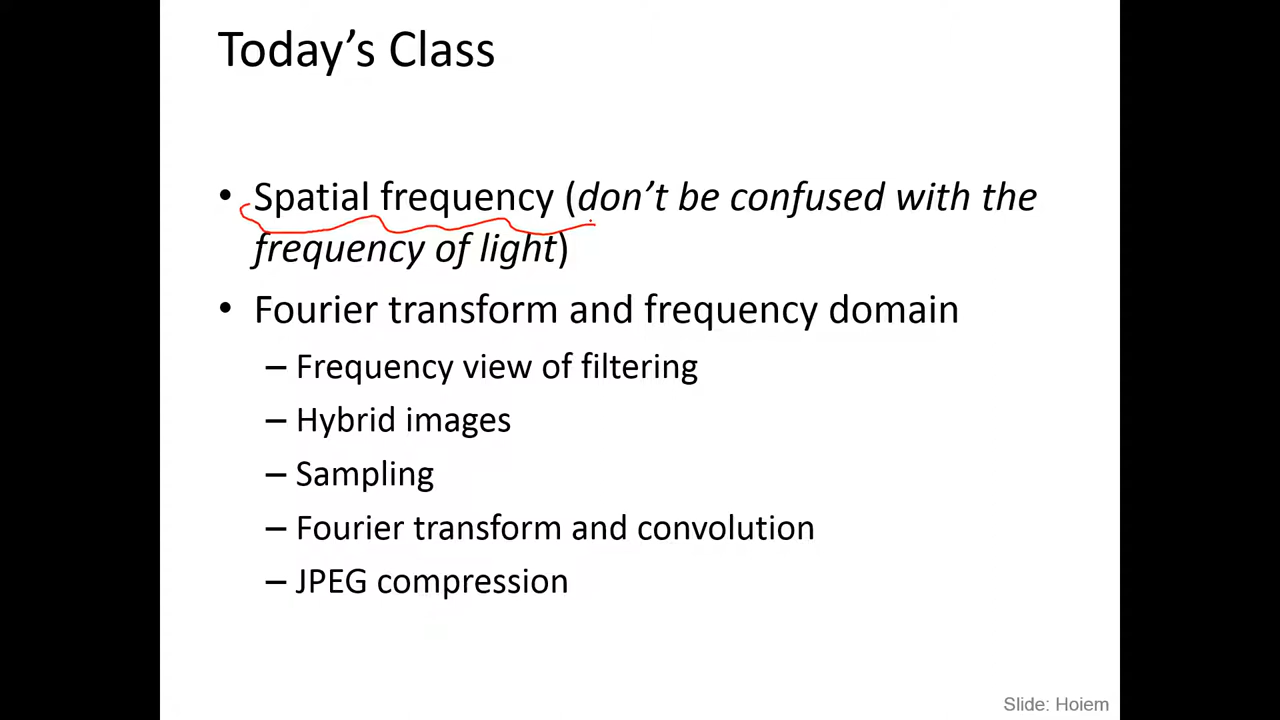 Today’s Class
• Spatial frequency (don’t be confused with the
frequency of light)
• Fourier transform and frequency domain
– Frequency view of filtering
– Hybrid images
– Sampling
– Fourier transform and convolution
– JPEG compression
Slide: Hoiem